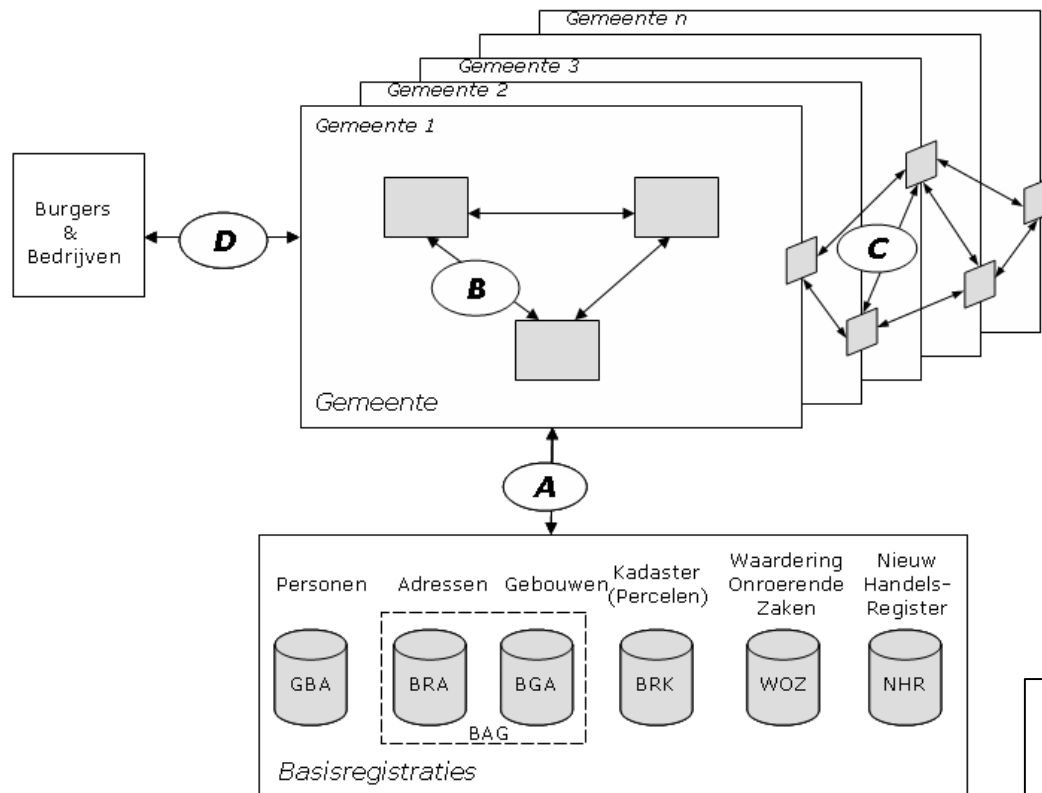 Gemeente n
Gemeente 3
Gemeente 2
Gemeente 1
Burgers
&
Bedrijven
D
B
C
Gemeente
A
Personen
Adressen
Gebouwen
Kadaster
(Percelen)
Waardering
Onroerende
Zaken
Nieuw
Handels-
Register
GBA
BRA
BGA
BRK
WOZ
NHR
BAG
Basisregistraties